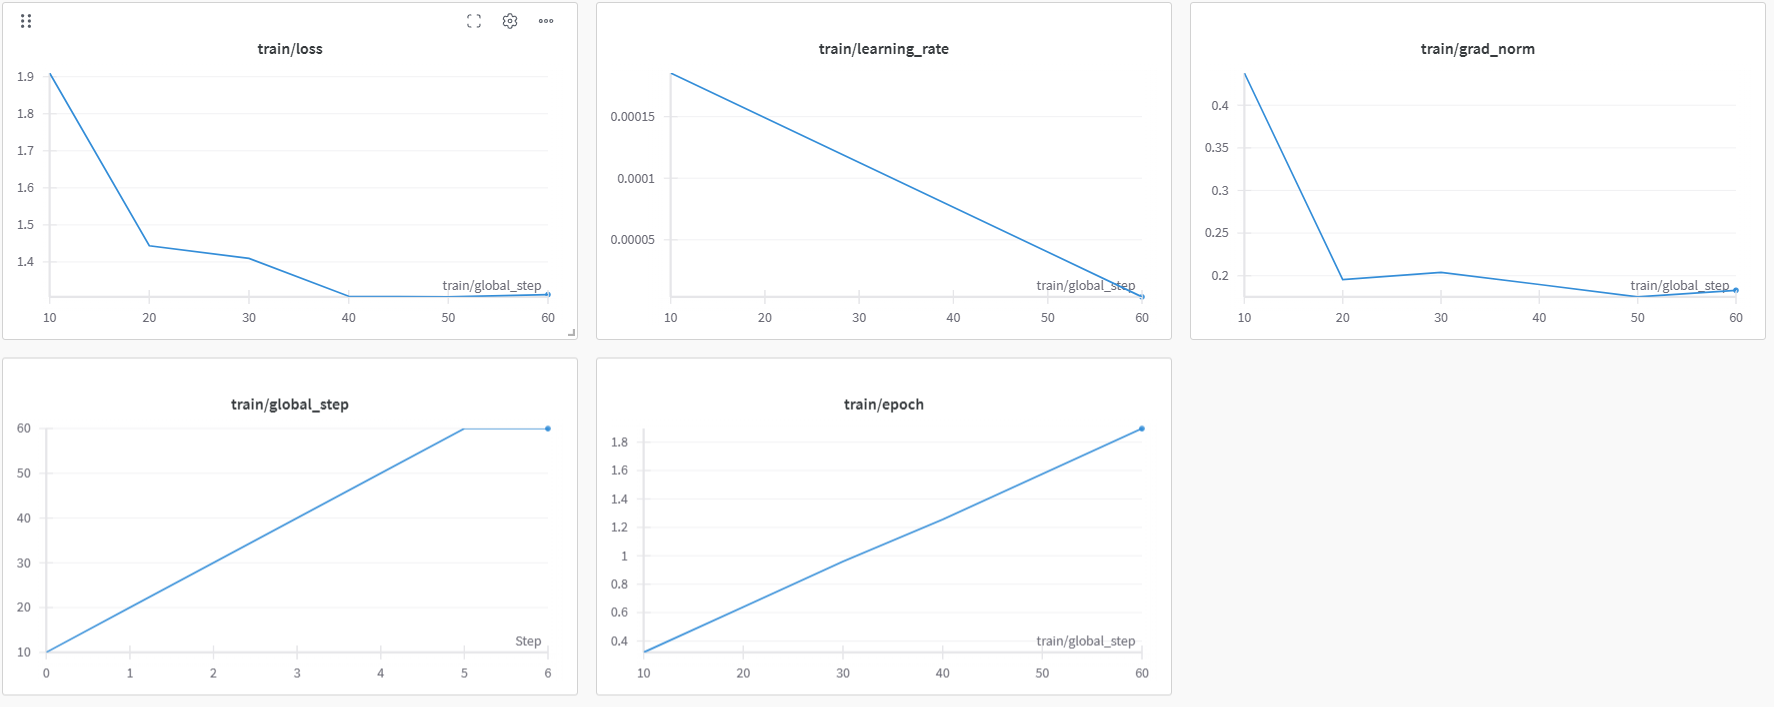 train/loss
1.9
1.8
1.7
1.6
1.5
1.4
train/global_step
10 20 30 40 50 60
train/learning_rate
0.00015
0.0001
0.00005
train/global_step
10 20 30 40 50 60
train/grad_norm
0.4
0.35
0.3
0.25
0.2
train/global_step
10 20 30 40 50 60
train/global_step
60
50
40
30
20
10
Step
0 1 2 3 4 5 6
train/epoch
1.8
1.6
1.4
1.2
1
0.8
0.6
0.4
train/global_step
10 20 30 40 50 60